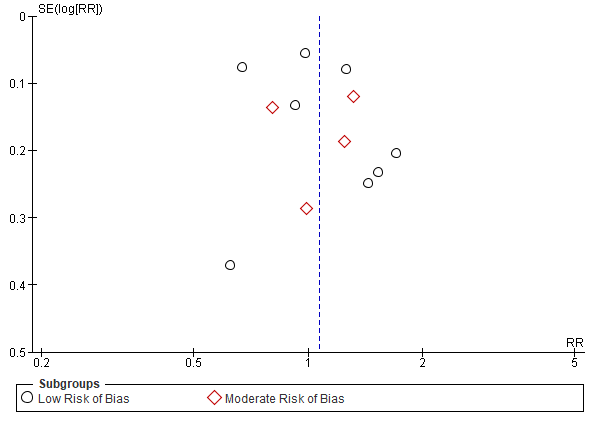 SE(log[RR])
0
0.1
0.2
0.3
0.4
0.5
RR
0.2
0.5
1
2
5
Subgroups
Low Risk of Bias
Moderate Risk of Bias